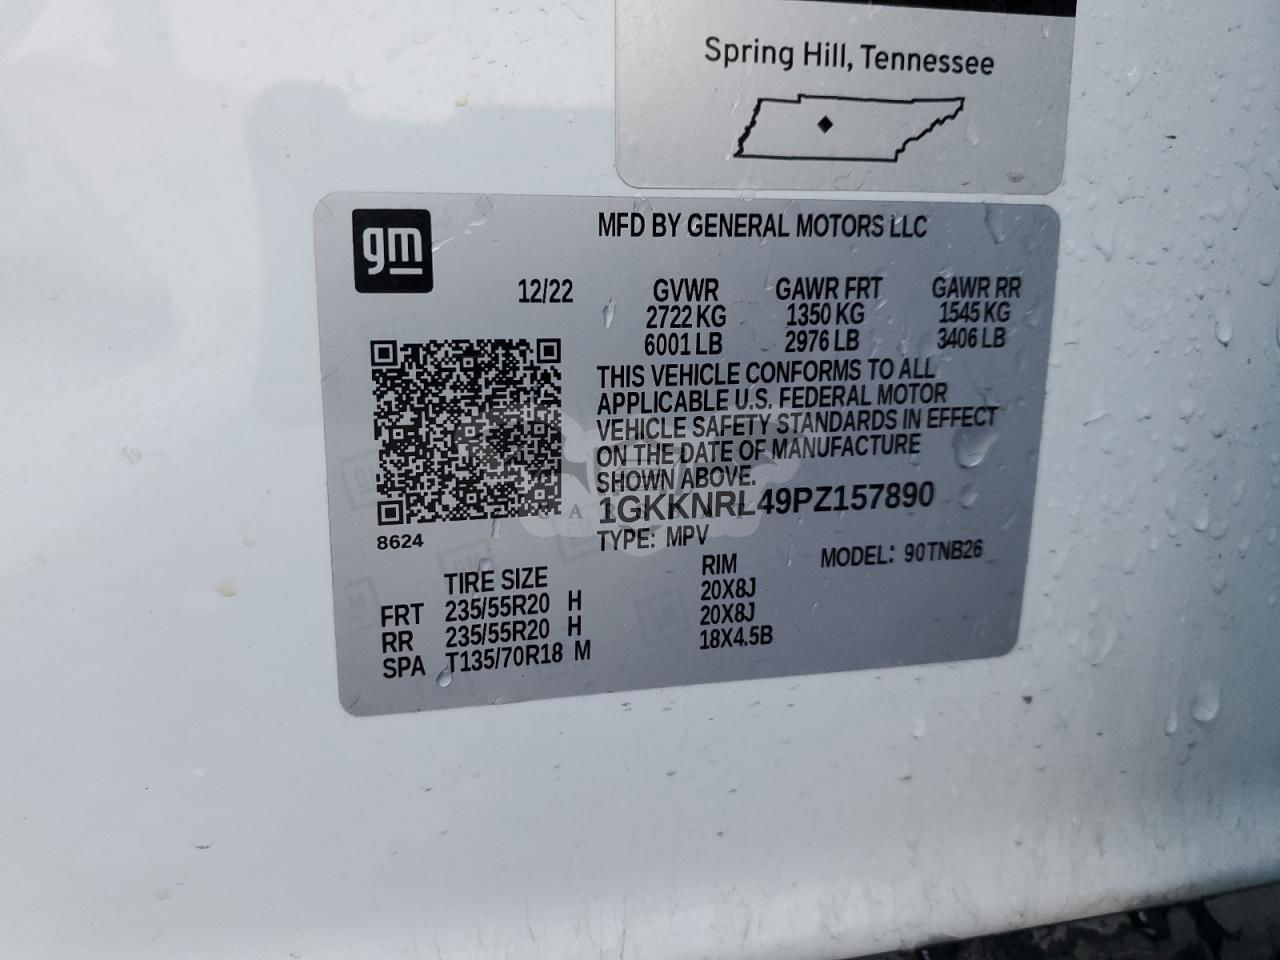 Spring Hill, Tennessee
gm
MFD BY GENERAL MOTORS LLC
12/22 GVWR GAWR FRT GAWR RR
2722 KG 1350 KG 1545 KG
6001 LB 2976 LB 3406 LB
THIS VEHICLE CONFORMS TO ALL
APPLICABLE U.S. FEDERAL MOTOR
VEHICLE SAFETY STANDARDS IN EFFECT
ON THE DATE OF MANUFACTURE
SHOWN ABOVE.
1GKKNRL49PZ157890
8624
TYPE: MPV MODEL: 90TNB26
TIRE SIZE RIM
FRT 235/55R20 H 20X8J
RR 235/55R20 H 20X8J
SPA T135/70R18 M 18X4.5B